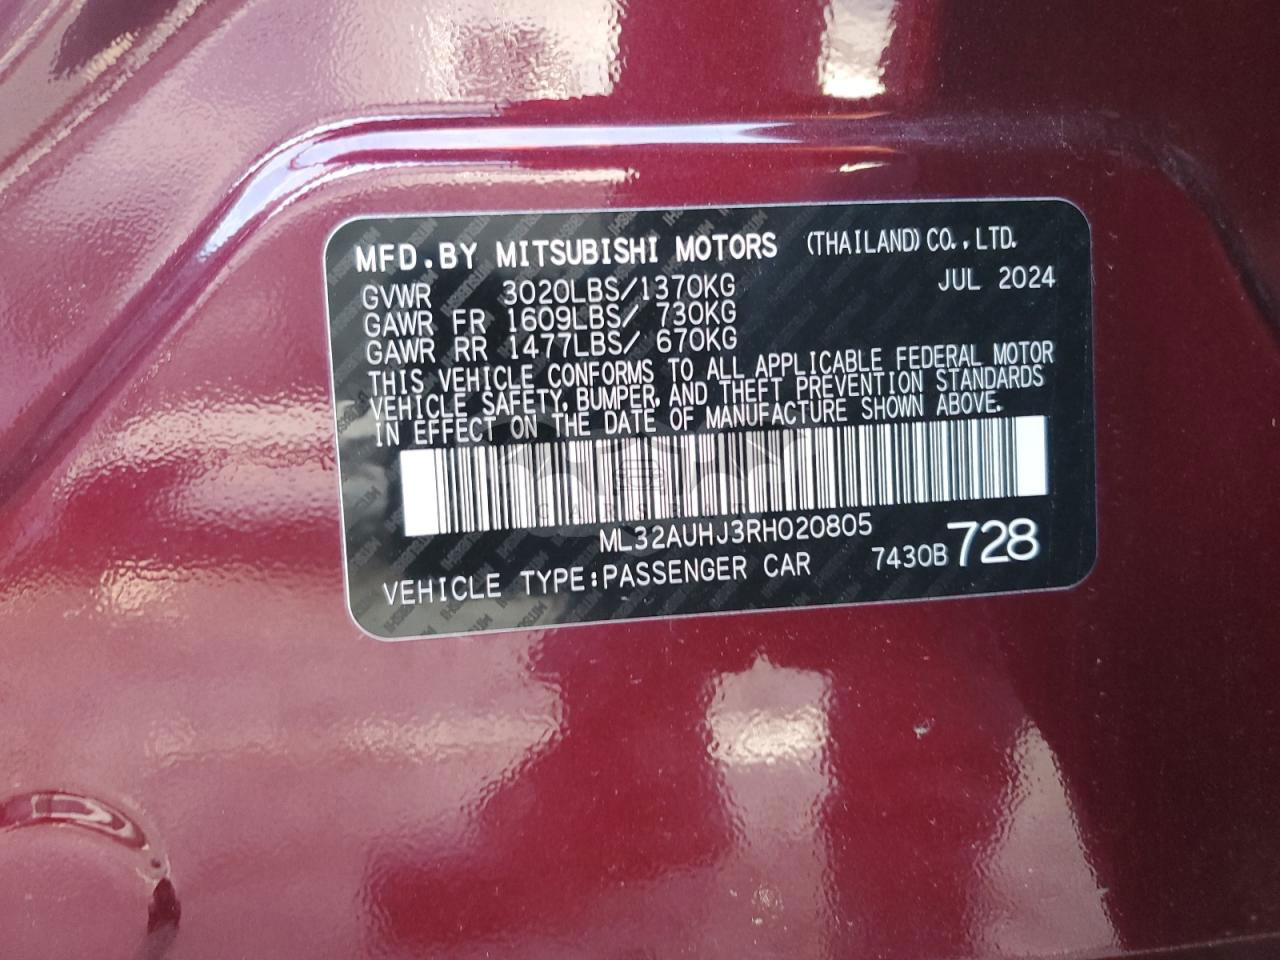 MFD.BY MITSUBISHI MOTORS (THAILAND) CO.,LTD.
GVWR 3020LBS/1370KG JUL 2024
GAWR FR 1609LBS/ 730KG
GAWR RR 1477LBS/ 670KG
THIS VEHICLE CONFORMS TO ALL APPLICABLE FEDERAL MOTOR
VEHICLE SAFETY, BUMPER, AND THEFT PREVENTION STANDARDS
IN EFFECT ON THE DATE OF MANUFACTURE SHOWN ABOVE.
ML32AUHJ3RH020805
VEHICLE TYPE:PASSENGER CAR 7430B 728